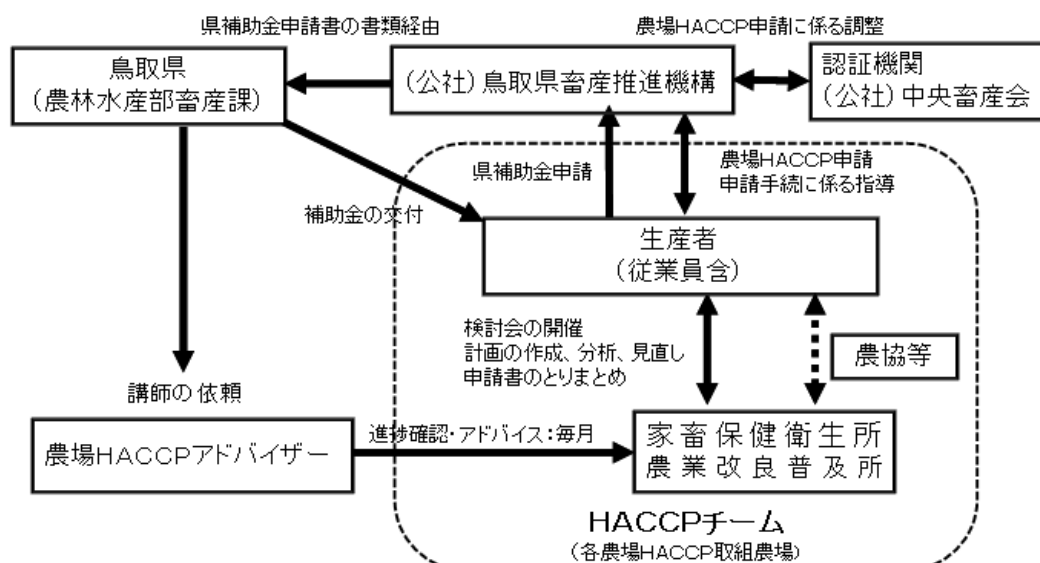 県補助金申請書の書類経由
農場HACCP申請に係る調整
鳥取県
(農林水産部畜産課)
(公社)鳥取県畜産推進機構
認証機関
(公社)中央畜産会
県補助金申請
農場HACCP申請
申請手続に係る指導
補助金の交付
生産者
(従業員含)
検討会の開催
計画の作成、分析、見直し
申請書のとりまとめ
農協等
講師の依頼
農場HACCPアドバイザー
進捗確認・アドバイス:毎月
家畜保健衛生所
農業改良普及所
HACCPチーム
(各農場HACCP取組農場)